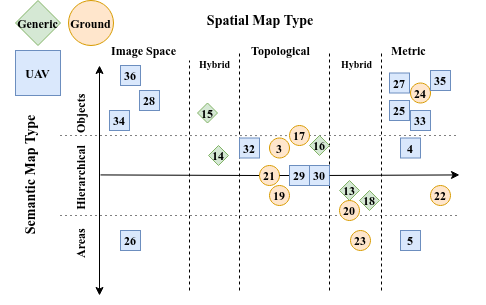 Spatial Map Type
Generic
Ground
UAV
Image Space
Hybrid
Topological
Hybrid
Metric
Semantic Map Type
Objects
Hierarchical
Areas
36
28
34
15
14
27
35
24
25
33
17
32
3
16
4
21
29
30
19
13
18
20
22
26
23
5